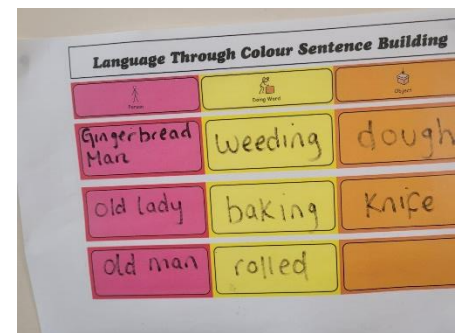 Language Through Colour Sentence Building
Person Doing Word Object
Gingerbread Man weeding dough
old lady baking Knife
old man rolled